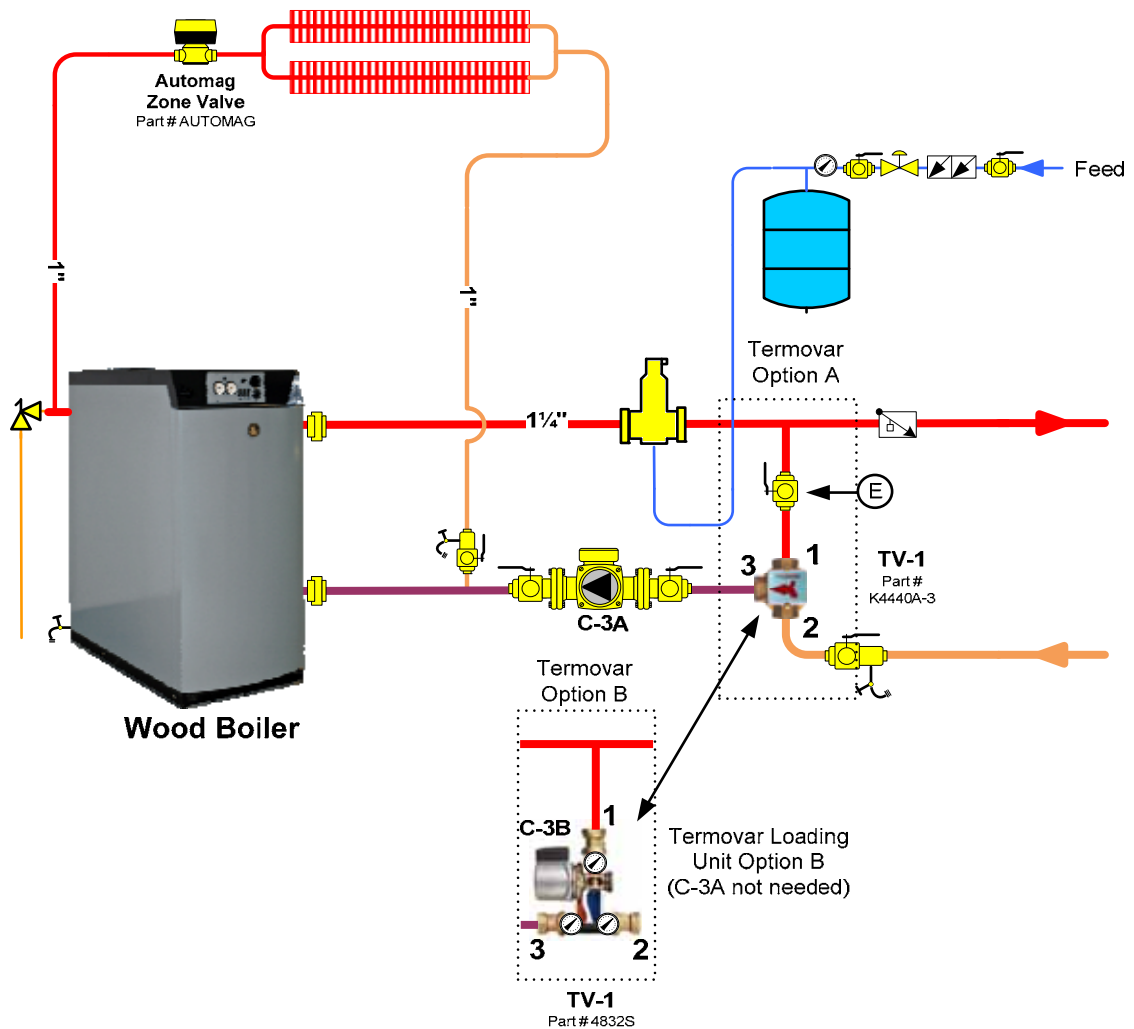 Automag
Zone Valve
Part # AUTOMAG
Feed
1"
1"
Termovar
Option A
1¼"
E
3
1
TV-1
Part #
K4440A-3
2
C-3A
Termovar
Option B
Wood Boiler
1
C-3B
Termovar Loading
Unit Option B
(C-3A not needed)
3
2
TV-1
Part # 4832S